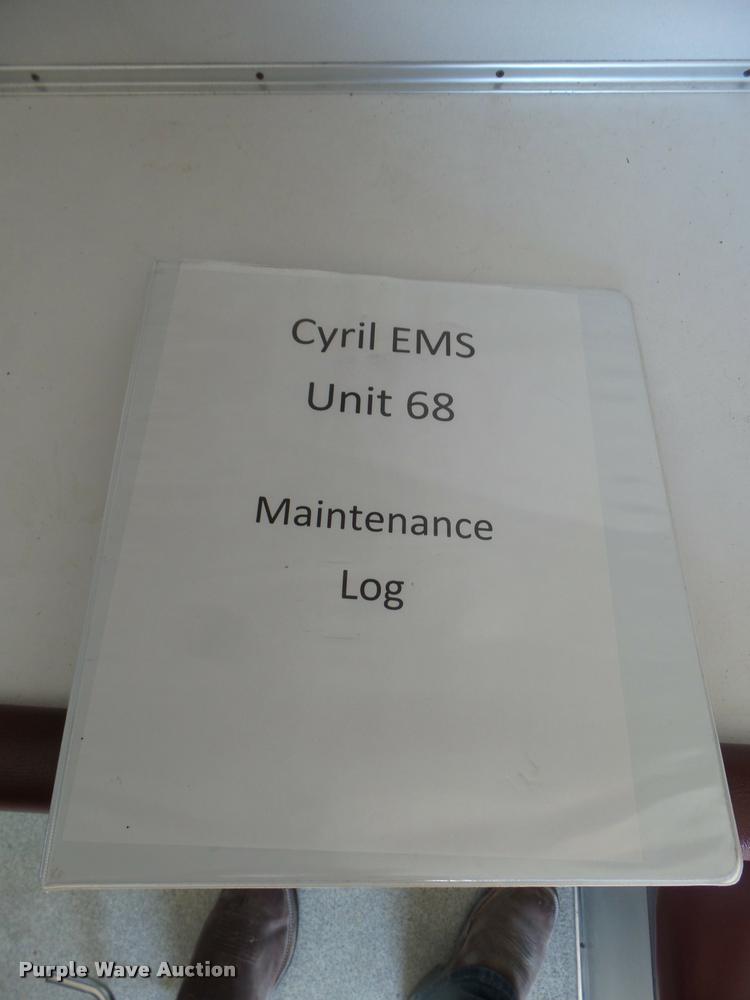 Cyril EMS
Unit 68
Maintenance
Log
Purple Wave Auction